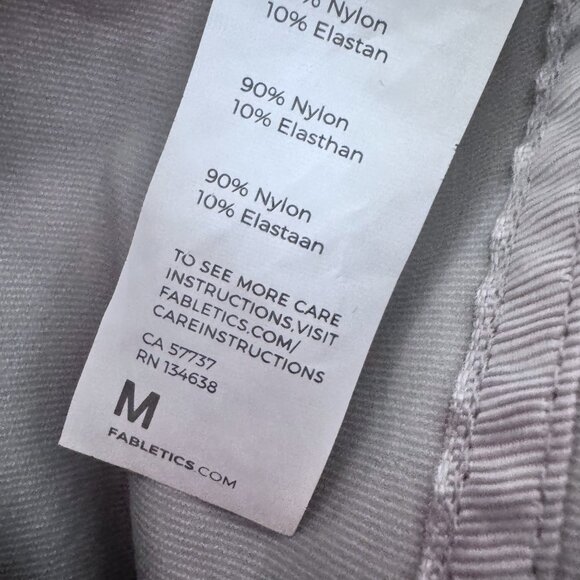 % Nylon
10% Elastan
90% Nylon
10% Elasthan
90% Nylon
10% Elastaan
TO SEE MORE CARE
INSTRUCTIONS,VISIT
FABLETICS.COM/
CAREINSTRUCTIONS
CA 57737
RN 134638
M
FABLETICS.COM